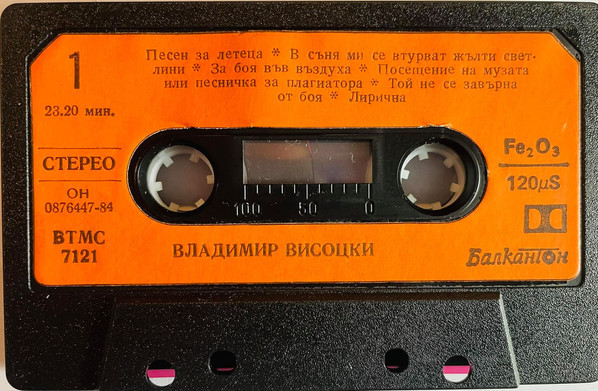 1
Песен за летеца * В съня ми се втурват жълти свет-
лини * За боя във въздуха * Посещение на музата
или песничка за плагиатора * Той не се завърна
от боя * Лирична
23.20 мин.
СТЕРЕО
ОН
0876447-84
ВТМС
7121
100 50 0
Fe₂O₃
120µS
Балкантон
ВЛАДИМИР ВИСОЦКИ